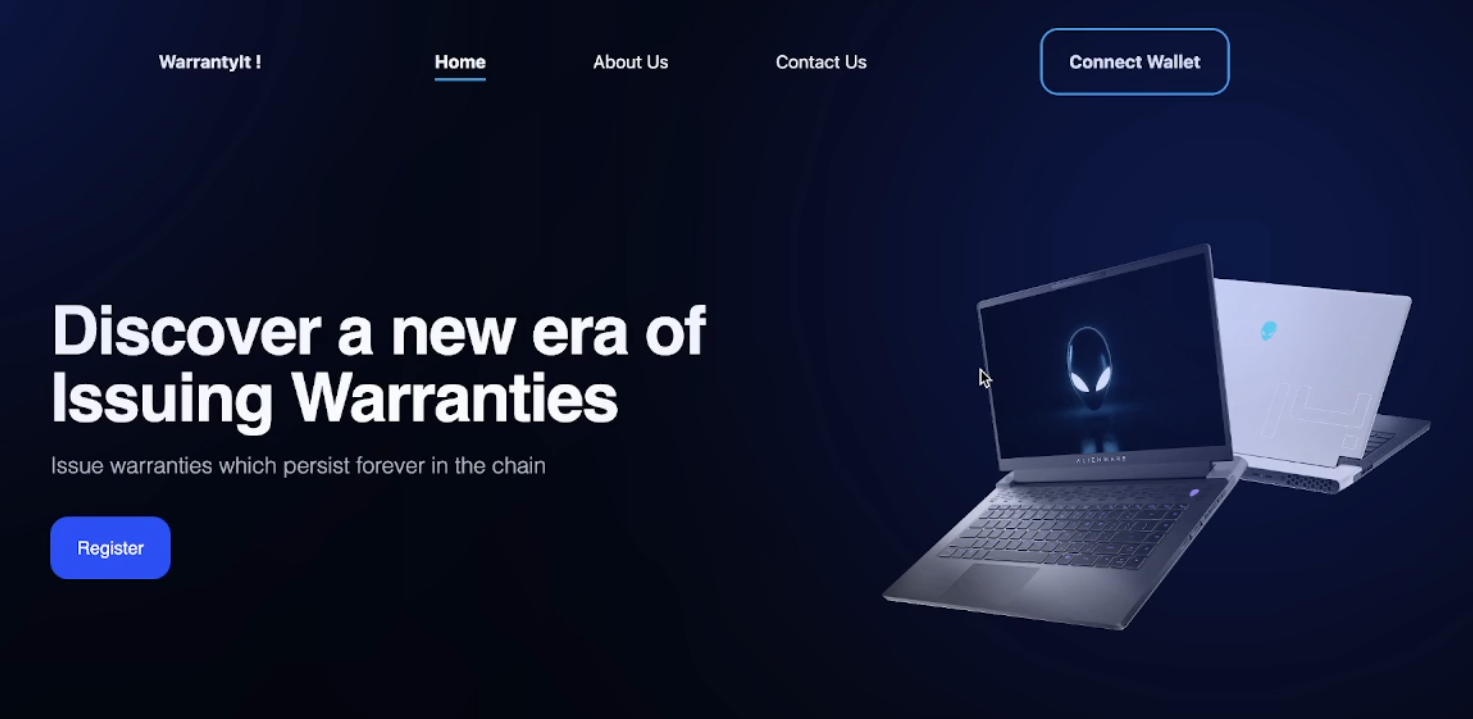 WarrantyIt !
Home
About Us
Contact Us
Connect Wallet
Discover a new era of
Issuing Warranties
Issue warranties which persist forever in the chain
Register
ALIENWARE